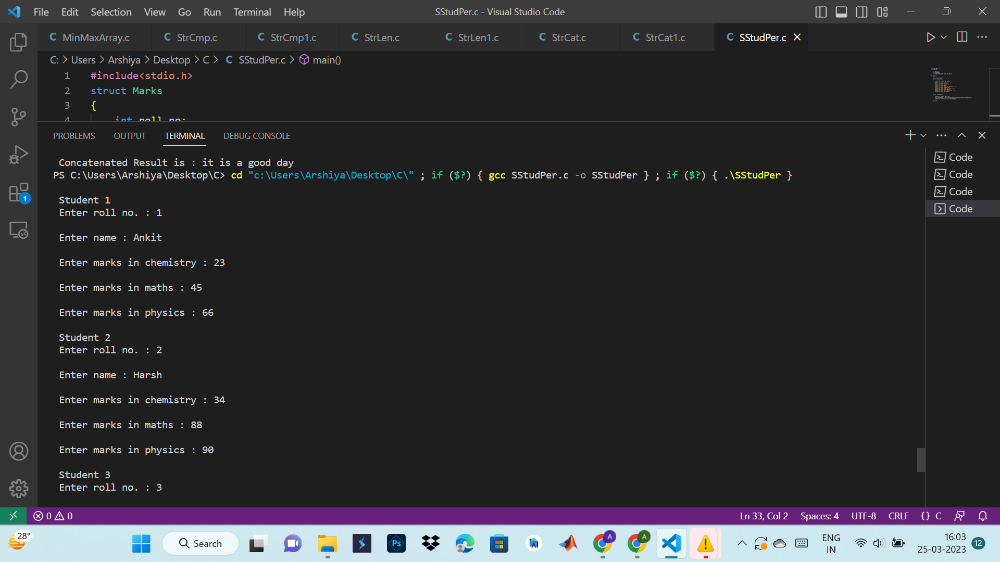 File Edit Selection View Go Run Terminal Help SStudPer.c - Visual Studio Code
C MinMaxArray.c C StrCmp.c C StrCmp1.c C StrLen.c C StrLen1.c C StrCat.c C StrCat1.c C SStudPer.c
C: > Users > Arshiya > Desktop > C > C SStudPer.c > main()
1 #include<stdio.h>
2 struct Marks
3 {
4 int roll_no;
PROBLEMS OUTPUT TERMINAL DEBUG CONSOLE
Concatenated Result is : it is a good day
PS C:\Users\Arshiya\Desktop\C> cd "c:\Users\Arshiya\Desktop\C\" ; if ($?) { gcc SStudPer.c -o SStudPer } ; if ($?) { .\SStudPer }
Student 1
Enter roll no. : 1
Enter name : Ankit
Enter marks in chemistry : 23
Enter marks in maths : 45
Enter marks in physics : 66
Student 2
Enter roll no. : 2
Enter name : Harsh
Enter marks in chemistry : 34
Enter marks in maths : 88
Enter marks in physics : 90
Student 3
Enter roll no. : 3
Code
Code
Code
Code
1
0 0 Ln 33, Col 2 Spaces: 4 UTF-8 CRLF {} C
28° Search Ps A A ENG 16:03 12
IN 25-03-2023